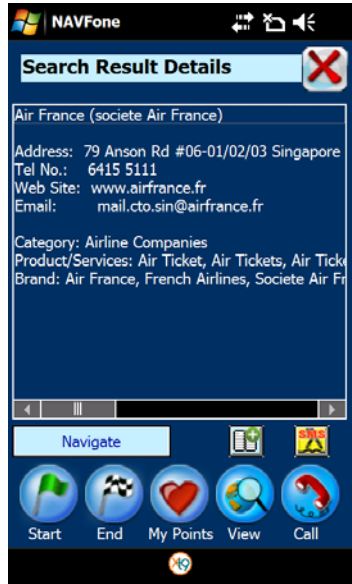 NAVFone
Search Result Details
Air France (societe Air France)
Address: 79 Anson Rd #06-01/02/03 Singapore
Tel No.: 6415 5111
Web Site: www.airfrance.fr
Email: mail.cto.sin@airfrance.fr
Category: Airline Companies
Product/Services: Air Ticket, Air Tickets, Air Ticke
Brand: Air France, French Airlines, Societe Air Fr
Navigate
SMS
Start End My Points View Call